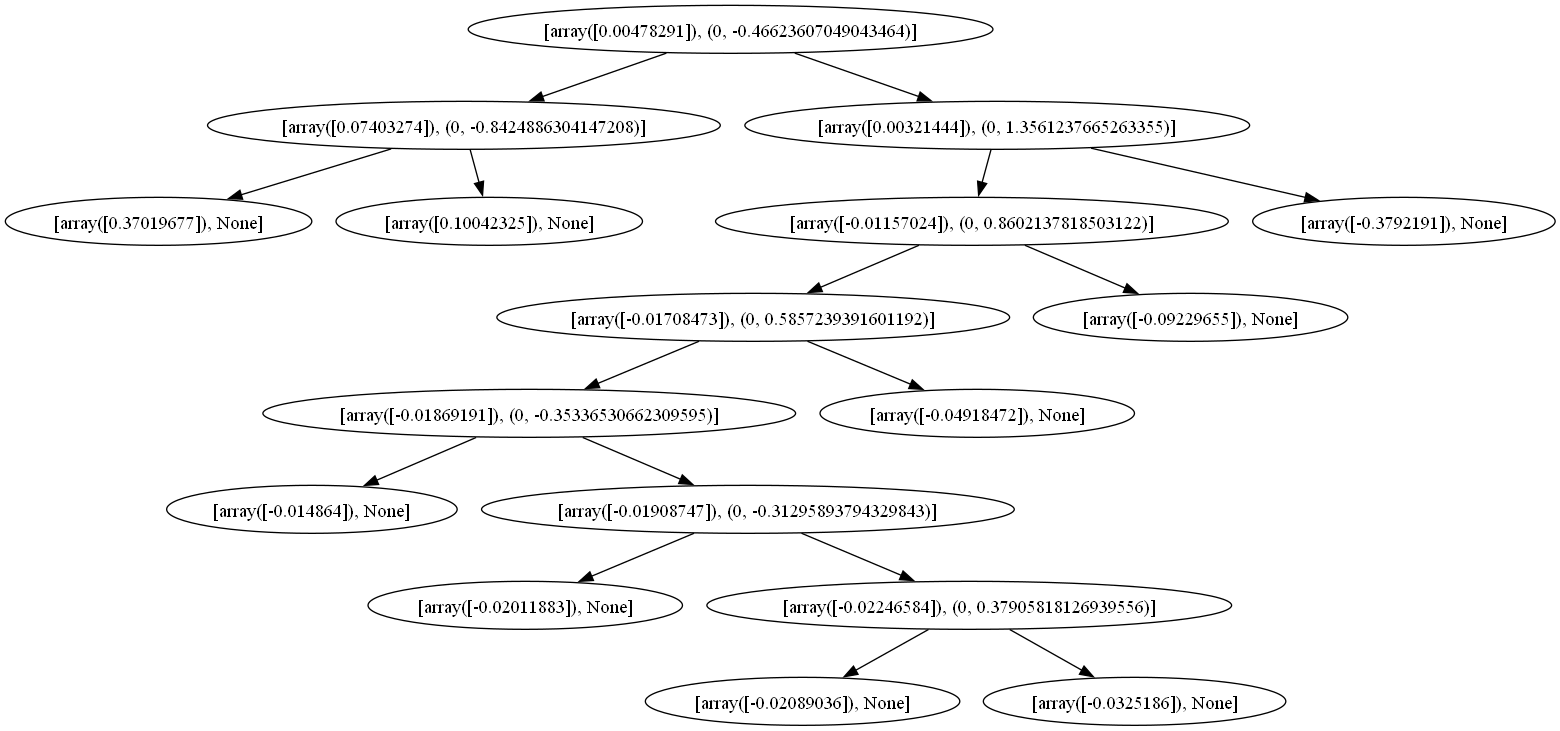 [array([0.00478291]), (0, -0.46623607049043464)]
[array([0.07403274]), (0, -0.8424886304147208)]
[array([0.00321444]), (0, 1.3561237665263355)]
[array([0.37019677]), None]
[array([0.10042325]), None]
[array([-0.01157024]), (0, 0.8602137818503122)]
[array([-0.3792191]), None]
[array([-0.01708473]), (0, 0.5857239391601192)]
[array([-0.09229655]), None]
[array([-0.01869191]), (0, -0.35336530662309595)]
[array([-0.04918472]), None]
[array([-0.014864]), None]
[array([-0.01908747]), (0, -0.31295893794329843)]
[array([-0.02011883]), None]
[array([-0.02246584]), (0, 0.37905818126939556)]
[array([-0.02089036]), None]
[array([-0.0325186]), None]